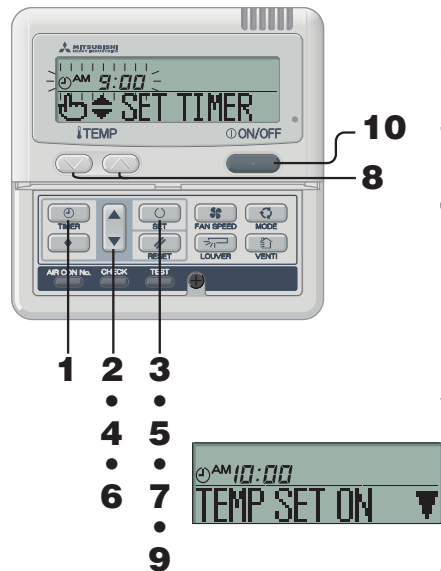 MITSUBISHI
HEAVY INDUSTRIES
AM 9:00
SET TIMER
TEMP
ON/OFF
10
8
TIMER
SET
FAN SPEED
MODE
RESET
LOUVER
VENTI
AIR CON No.
CHECK
TEST
1
2
3
•
•
4
5
•
•
6
7
•
9
AM 10:00
TEMP SET ON ▼